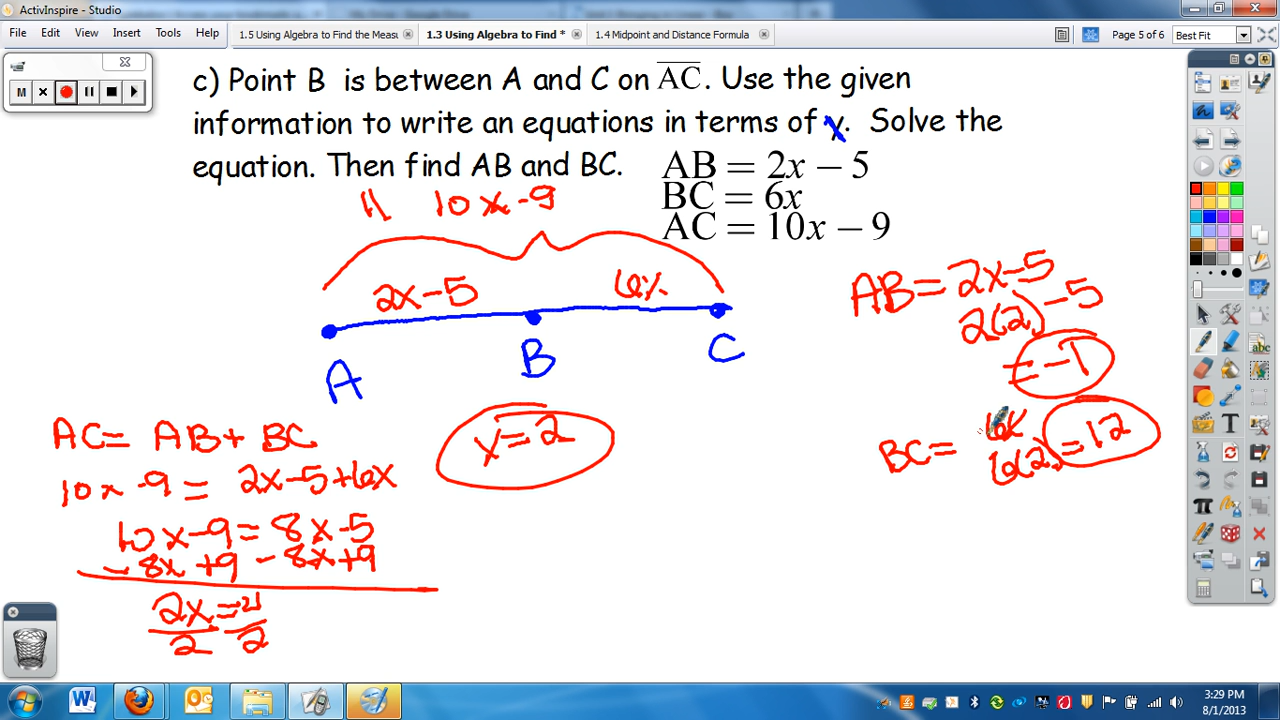 ActivInspire - Studio
File Edit View Insert Tools Help
1.5 Using Algebra to Find the Measu
1.3 Using Algebra to Find *
1.4 Midpoint and Distance Formula
Page 5 of 6
Best Fit
M
c) Point B is between A and C on AC. Use the given
information to write an equations in terms of x. Solve the
equation. Then find AB and BC.
AB = 2x − 5
BC = 6x
AC = 10x − 9
11 10x-9
2x-5 6x
A B C
AC= AB+ BC
10x -9 = 2x-5+6x
10x-9= 8x-5
-8x +9 -8x+9
2x=4
2 2
x=2
AB= 2x-5
2(2)-5
= -1
BC= 6x
6(2)=12
abc
T
π
W
3:29 PM
8/1/2013